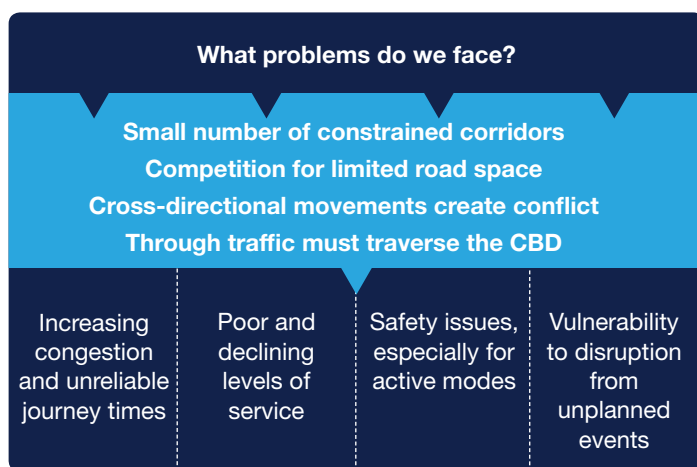 What problems do we face?
Small number of constrained corridors
Competition for limited road space
Cross-directional movements create conflict
Through traffic must traverse the CBD
Increasing
congestion
and unreliable
journey times
Poor and
declining
levels of
service
Safety issues,
especially for
active modes
Vulnerability
to disruption
from
unplanned
events